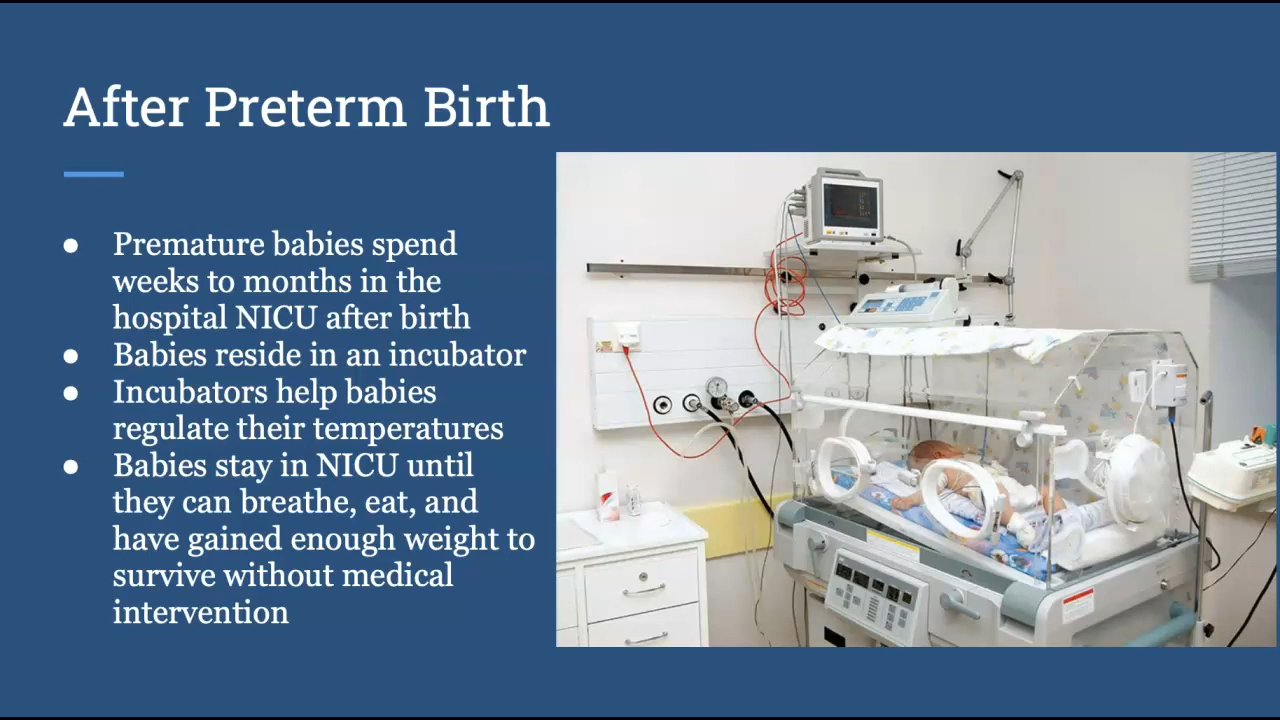 After Preterm Birth
● Premature babies spend
weeks to months in the
hospital NICU after birth
● Babies reside in an incubator
● Incubators help babies
regulate their temperatures
● Babies stay in NICU until
they can breathe, eat, and
have gained enough weight to
survive without medical
intervention